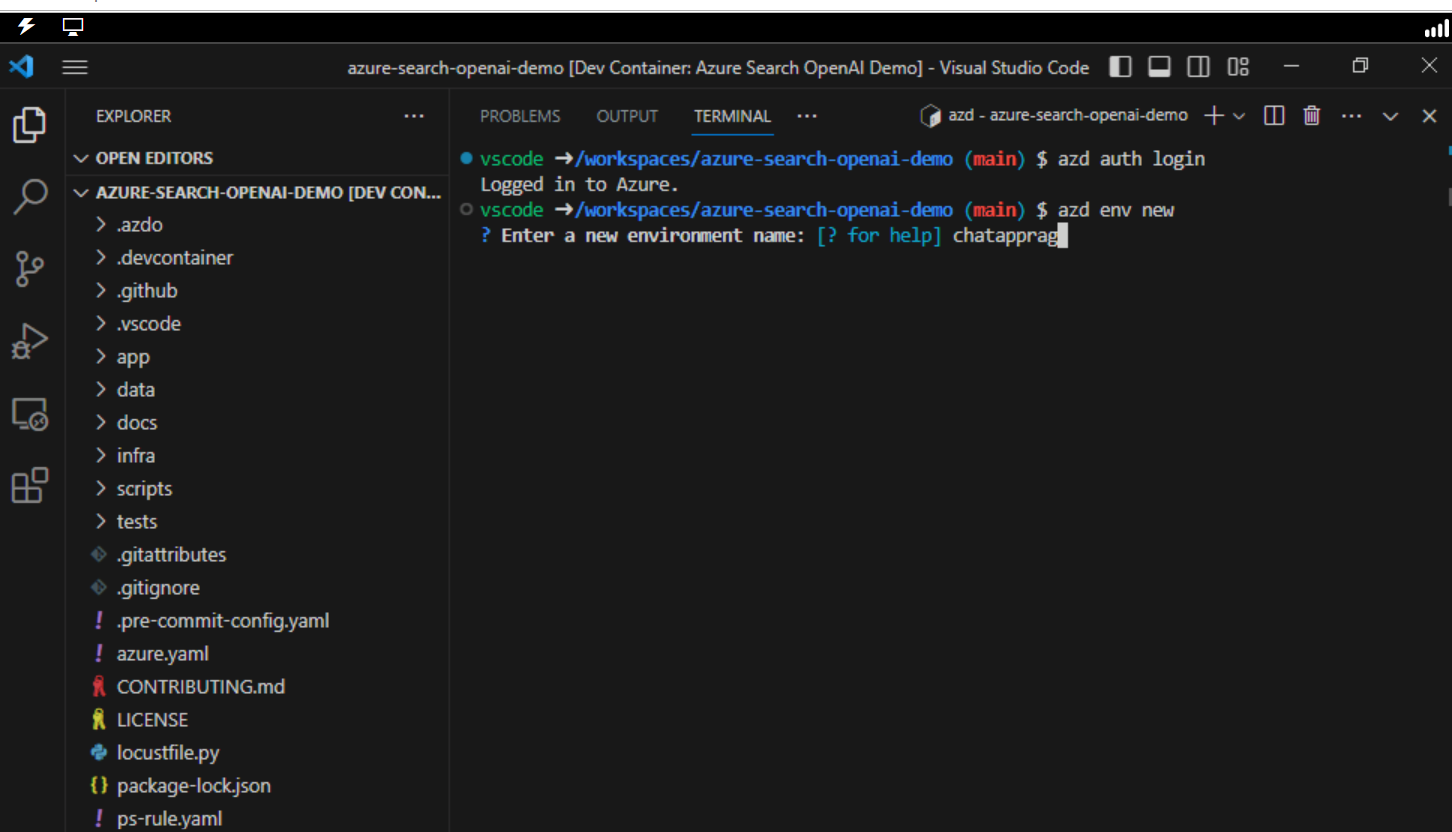 azure-search-openai-demo [Dev Container: Azure Search OpenAI Demo] - Visual Studio Code
EXPLORER
OPEN EDITORS
AZURE-SEARCH-OPENAI-DEMO [DEV CON...
.azdo
.devcontainer
.github
.vscode
app
data
docs
infra
scripts
tests
.gitattributes
.gitignore
.pre-commit-config.yaml
azure.yaml
CONTRIBUTING.md
LICENSE
locustfile.py
package-lock.json
ps-rule.yaml
PROBLEMS OUTPUT TERMINAL ... azd - azure-search-openai-demo
vscode ➜/workspaces/azure-search-openai-demo (main) $ azd auth login
Logged in to Azure.
vscode ➜/workspaces/azure-search-openai-demo (main) $ azd env new
? Enter a new environment name: [? for help] chatapprag